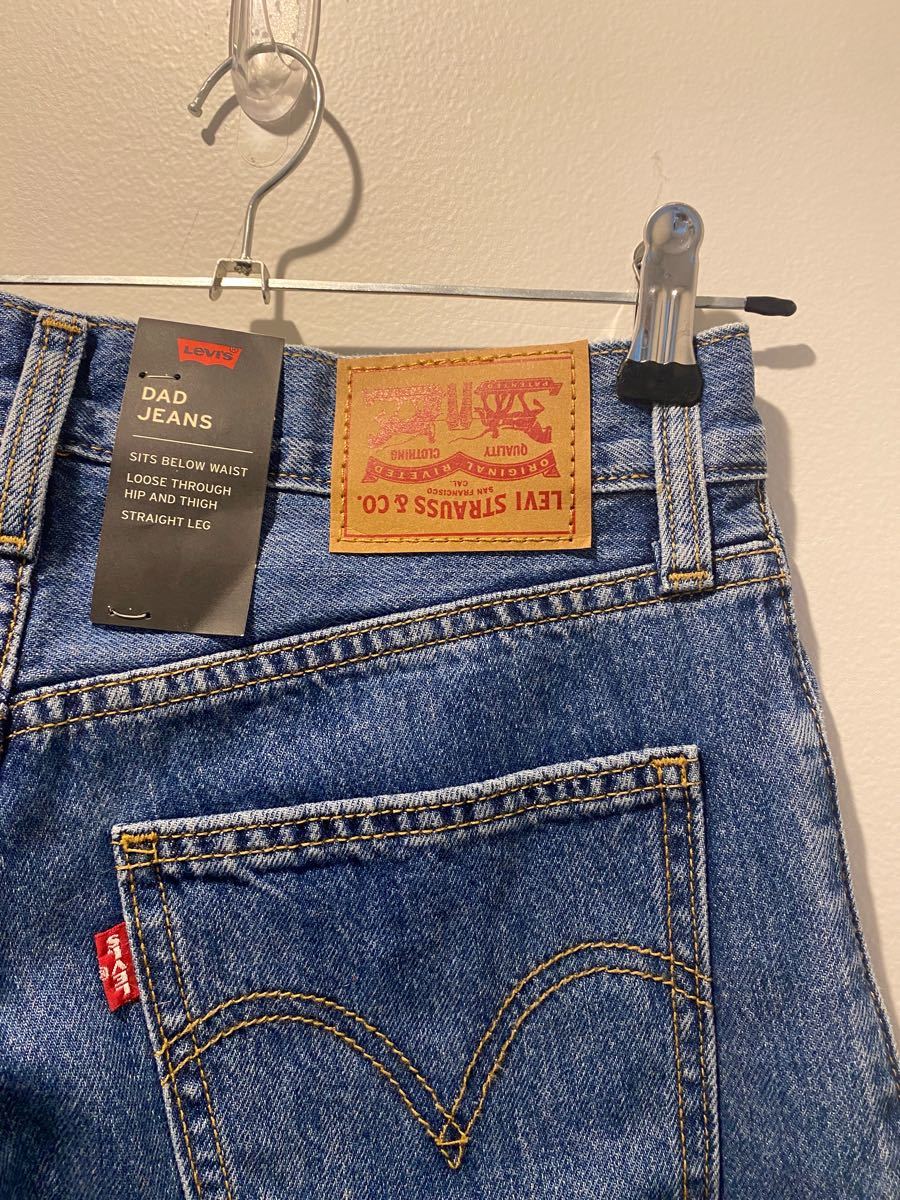 LEVI'S
DAD
JEANS
SITS BELOW WAIST
LOOSE THROUGH
HIP AND THIGH
STRAIGHT LEG
LEVI STRAUSS & CO.
SAN FRANCISCO
CAL.
ORIGINAL RIVETED
QUALITY CLOTHING
PATENTED
LEVI'S